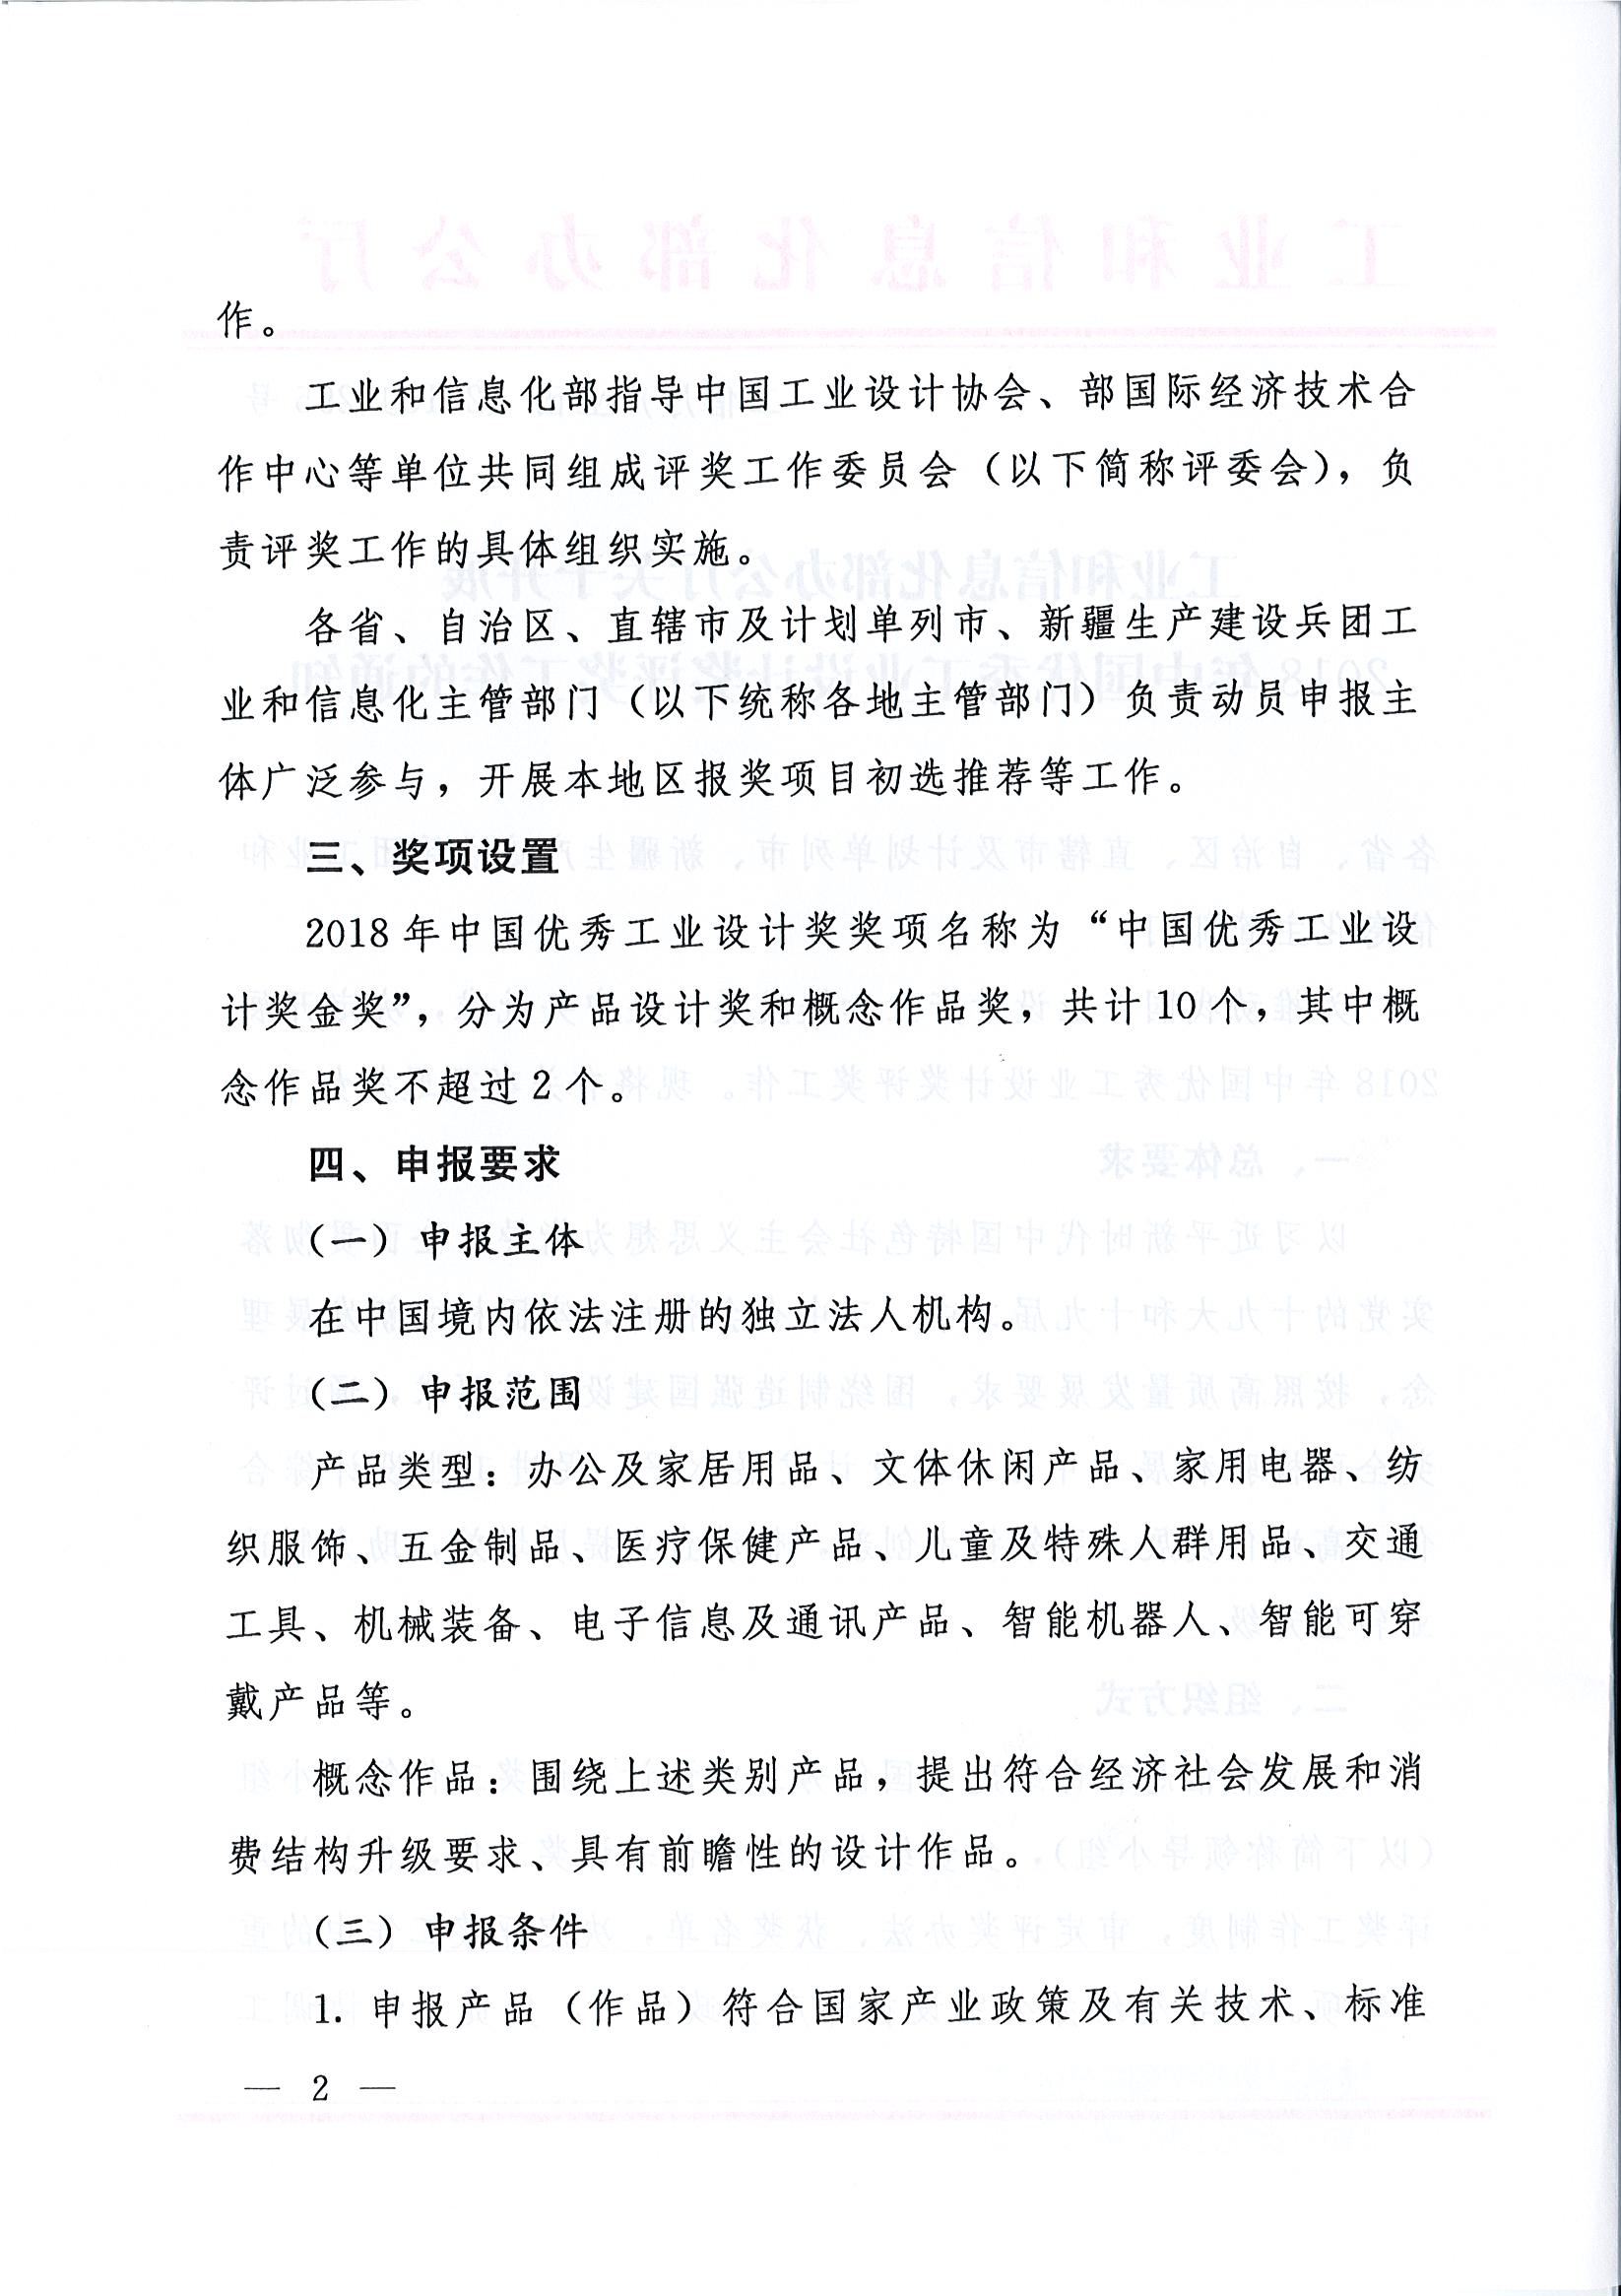 作。
工业和信息化部指导中国工业设计协会、部国际经济技术合
作中心等单位共同组成评奖工作委员会（以下简称评委会），负
责评奖工作的具体组织实施。
各省、自治区、直辖市及计划单列市、新疆生产建设兵团工
业和信息化主管部门（以下统称各地主管部门）负责动员申报主
体广泛参与，开展本地区报奖项目初选推荐等工作。
三、奖项设置
2018年中国优秀工业设计奖奖项名称为“中国优秀工业设
计奖金奖”，分为产品设计奖和概念作品奖，共计10个，其中概
念作品奖不超过2个。
四、申报要求
（一）申报主体
在中国境内依法注册的独立法人机构。
（二）申报范围
产品类型：办公及家居用品、文体休闲产品、家用电器、纺
织服饰、五金制品、医疗保健产品、儿童及特殊人群用品、交通
工具、机械装备、电子信息及通讯产品、智能机器人、智能可穿
戴产品等。
概念作品：围绕上述类别产品，提出符合经济社会发展和消
费结构升级要求、具有前瞻性的设计作品。
（三）申报条件
1. 申报产品（作品）符合国家产业政策及有关技术、标准
— 2 —